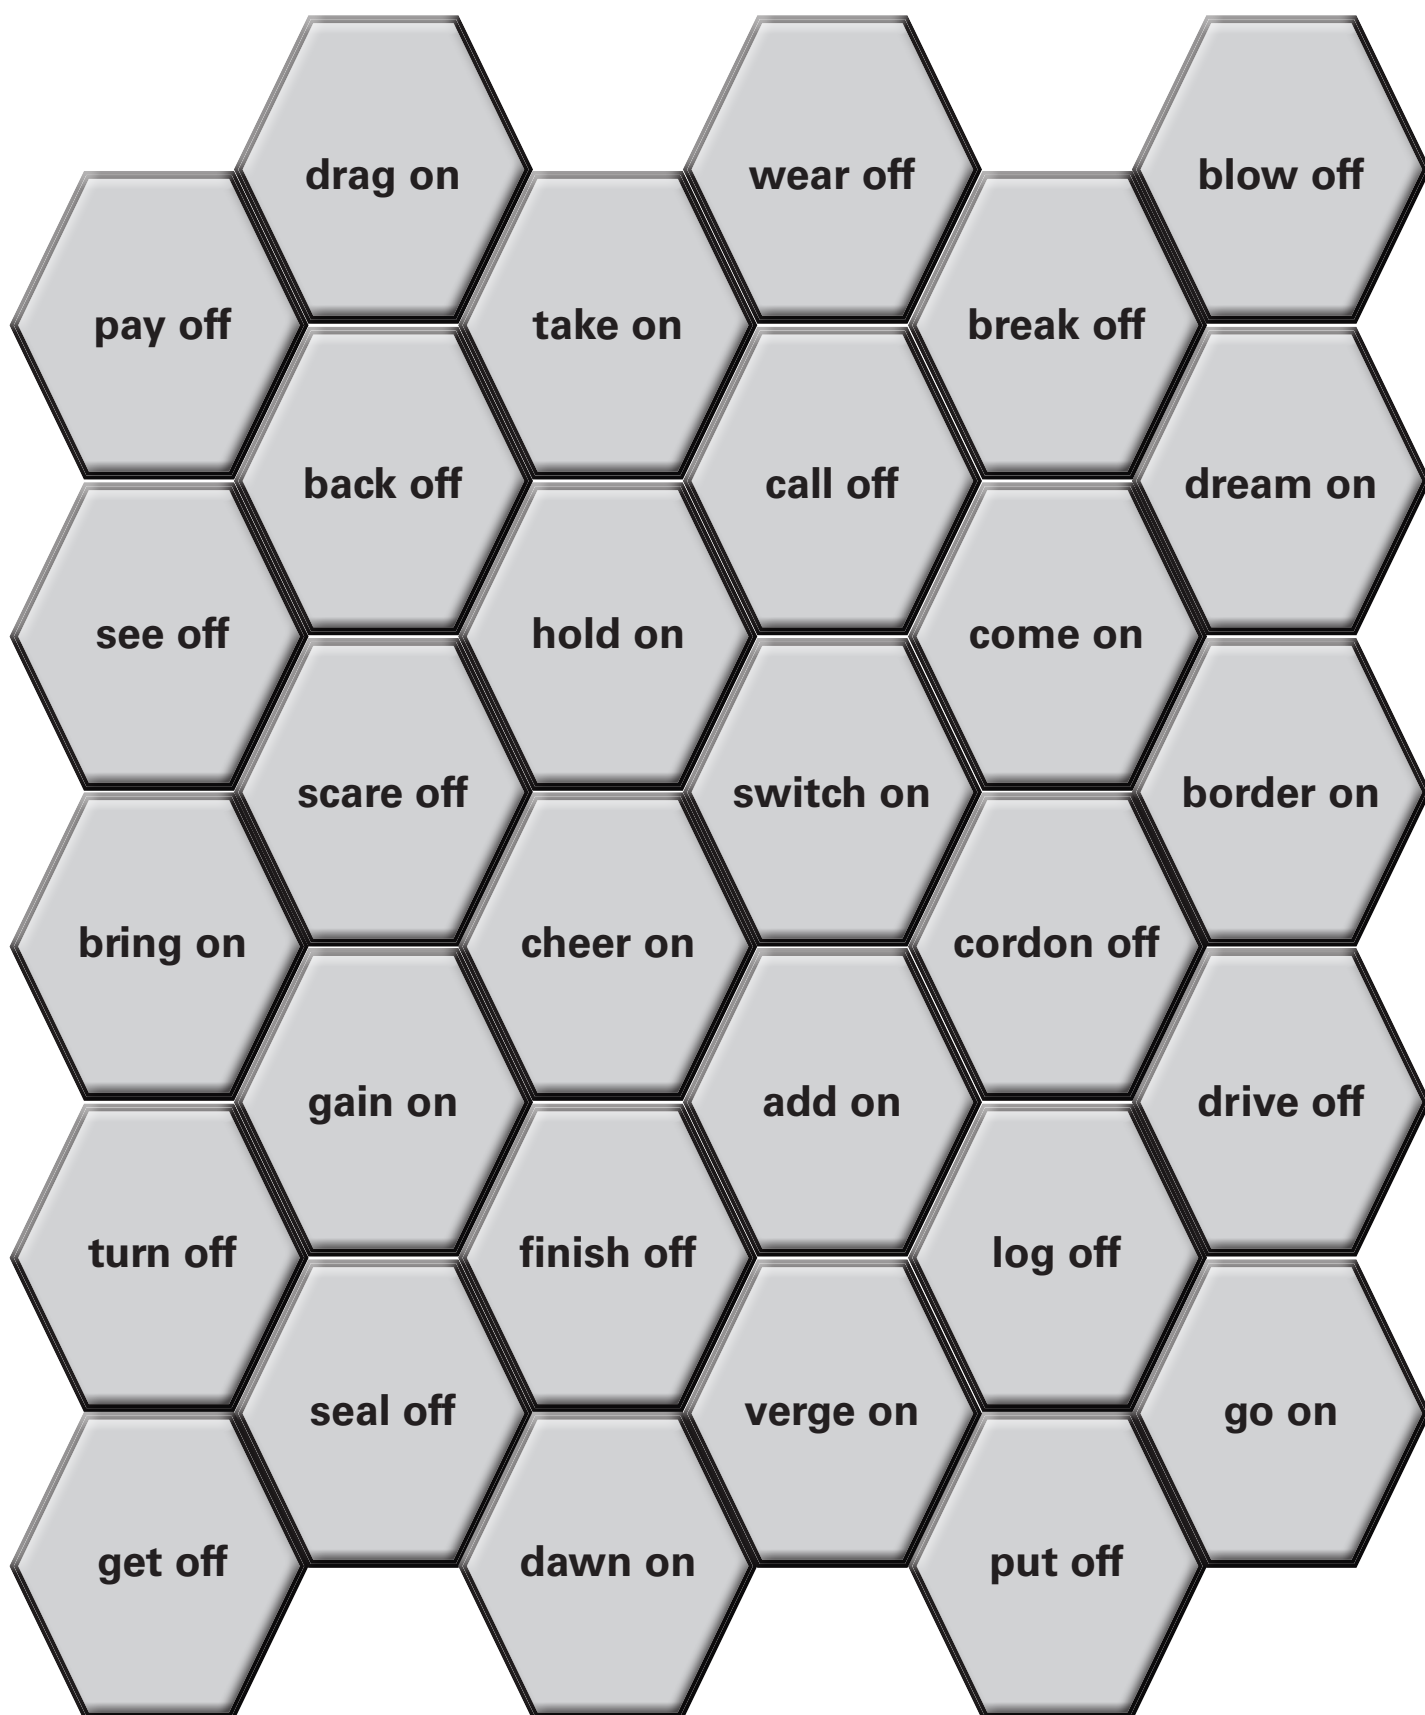 drag on
wear off
blow off
pay off
take on
break off
back off
call off
dream on
see off
hold on
come on
scare off
switch on
border on
bring on
cheer on
cordon off
gain on
add on
drive off
turn off
finish off
log off
seal off
verge on
go on
get off
dawn on
put off